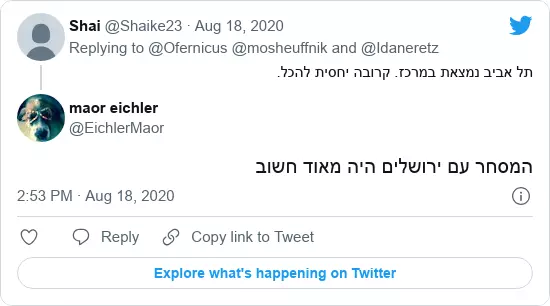 Shai @Shaike23 · Aug 18, 2020
Replying to @Ofernicus @mosheuffnik and @Idaneretz
תל אביב נמצאת במרכז. קרובה יחסית להכל.
maor eichler
@EichlerMaor
המסחר עם ירושלים היה מאוד חשוב
2:53 PM · Aug 18, 2020
Reply Copy link to Tweet
Explore what's happening on Twitter